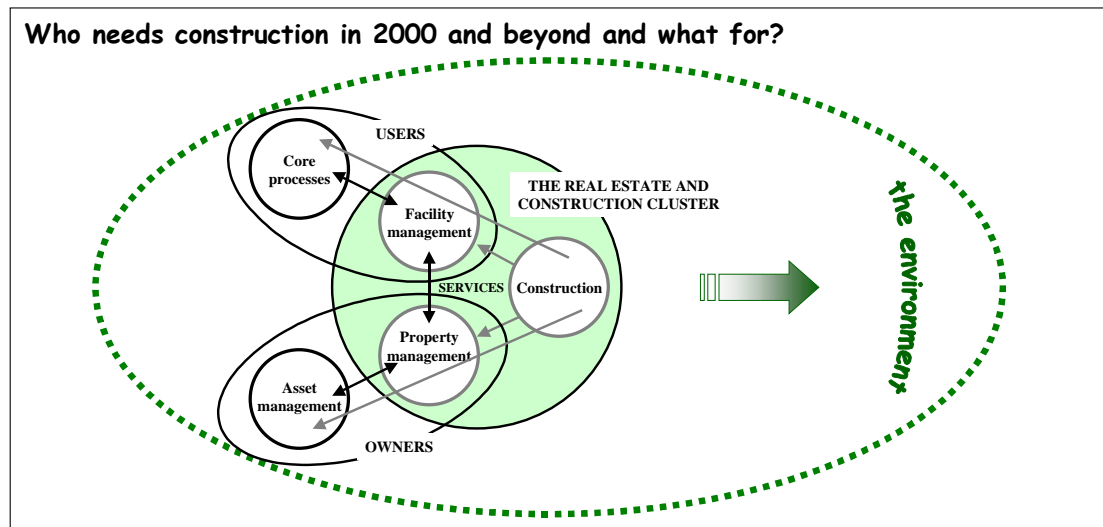 Who needs construction in 2000 and beyond and what for?
USERS
Core
processes
THE REAL ESTATE AND
CONSTRUCTION CLUSTER
Facility
management
SERVICES
Construction
Property
management
Asset
management
OWNERS
the environment